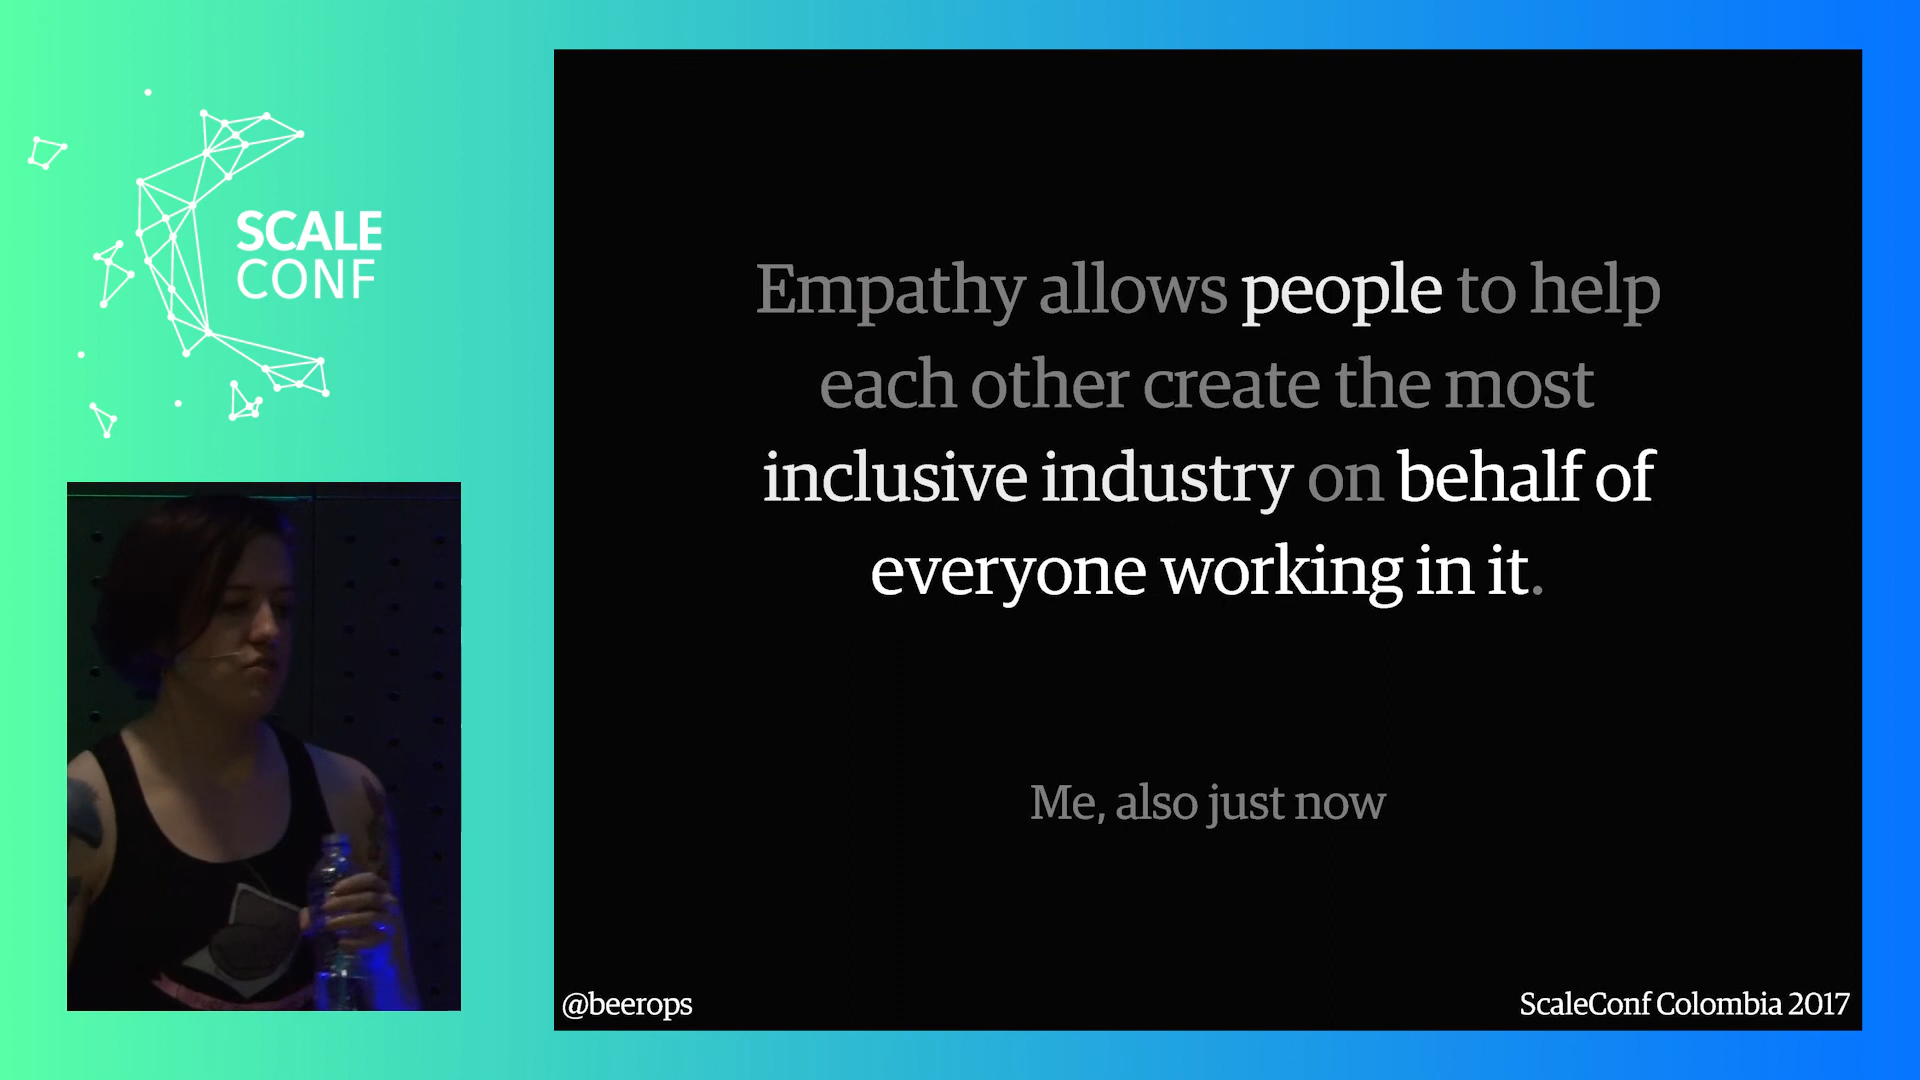 SCALE
CONF
Empathy allows people to help
each other create the most
inclusive industry on behalf of
everyone working in it.
Me, also just now
@beerops
ScaleConf Colombia 2017